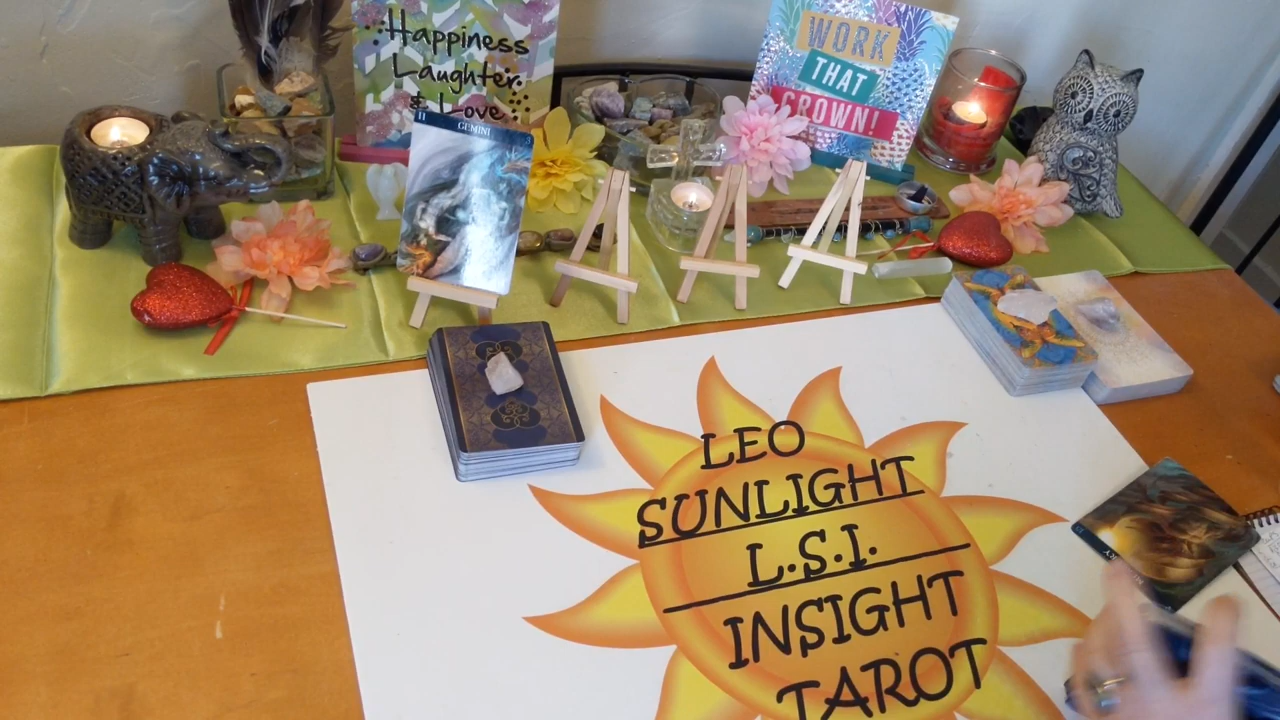 Happiness
Laughter
& Love
WORK
THAT
CROWN!
II
GEMINI
LEO
SUNLIGHT
L.S.I.
INSIGHT
TAROT